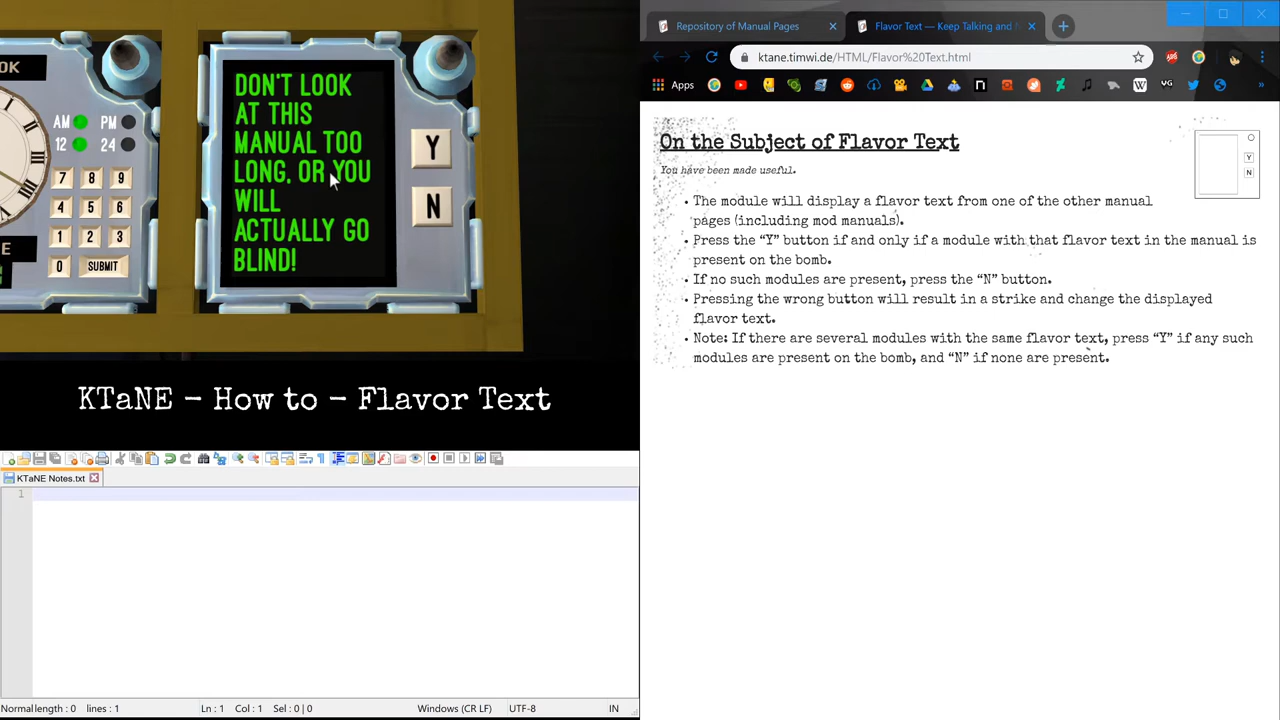 OK
AM PM
12 24
7 8 9
4 5 6
1 2 3
0 SUBMIT
E
DON'T LOOK
AT THIS
MANUAL TOO
LONG, OR YOU
WILL
ACTUALLY GO
BLIND!
Y
N
KTaNE - How to - Flavor Text
KTaNE Notes.txt
1
Normal length : 0 lines : 1 Ln : 1 Col : 1 Sel : 0 | 0 Windows (CR LF) UTF-8 IN
Repository of Manual Pages
Flavor Text — Keep Talking and
ktane.timwi.de/HTML/Flavor%20Text.html
Apps
On the Subject of Flavor Text
You have been made useful.
• The module will display a flavor text from one of the other manual
pages (including mod manuals).
• Press the “Y” button if and only if a module with that flavor text in the manual is
present on the bomb.
• If no such modules are present, press the “N” button.
• Pressing the wrong button will result in a strike and change the displayed
flavor text.
• Note: If there are several modules with the same flavor text, press “Y” if any such
modules are present on the bomb, and “N” if none are present.
Y
N